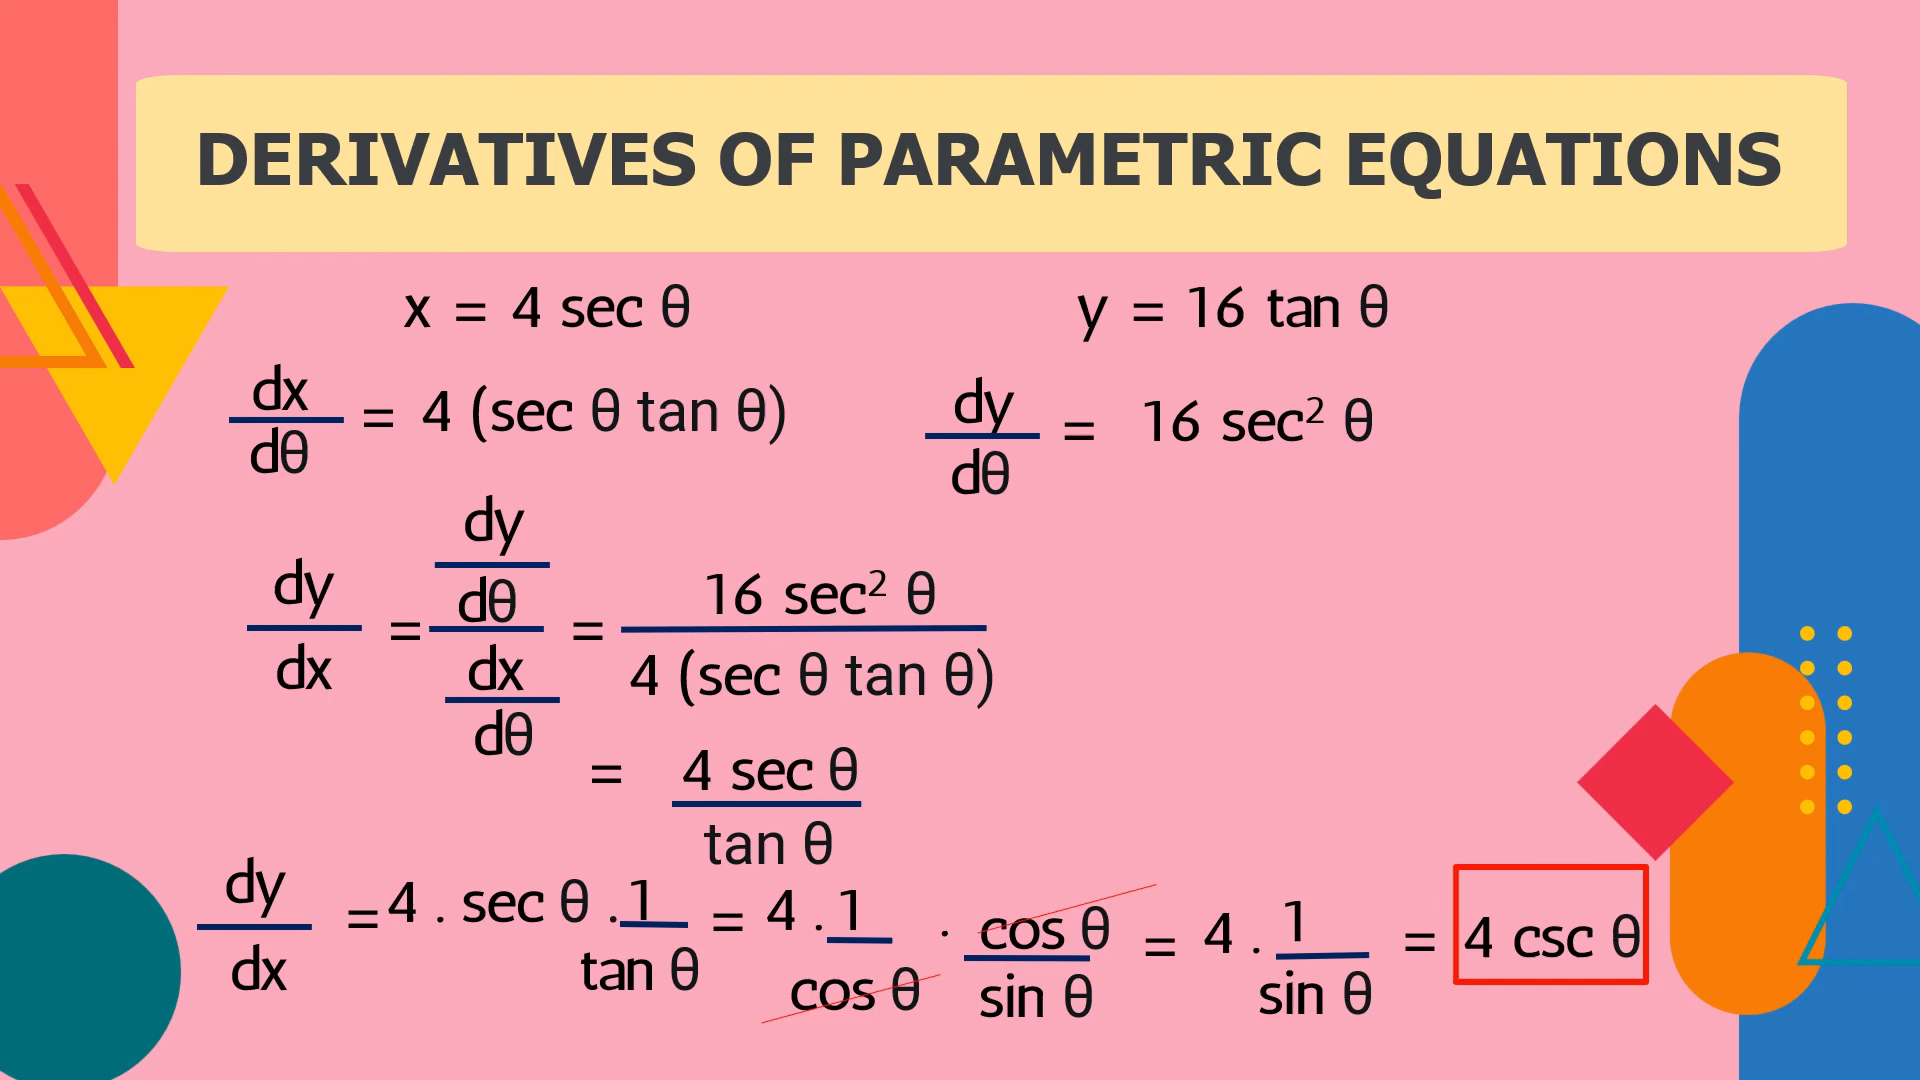 DERIVATIVES OF PARAMETRIC EQUATIONS
x = 4 sec θ
y = 16 tan θ
dx
dθ
= 4 (sec θ tan θ)
dy
dθ
= 16 sec² θ
dy
dx
=
dy
dθ
dx
dθ
=
16 sec² θ
4 (sec θ tan θ)
=
4 sec θ
tan θ
dy
dx
= 4 . sec θ . 1
tan θ
= 4 . 1
cos θ
. cos θ
sin θ
= 4 . 1
sin θ
= 4 csc θ